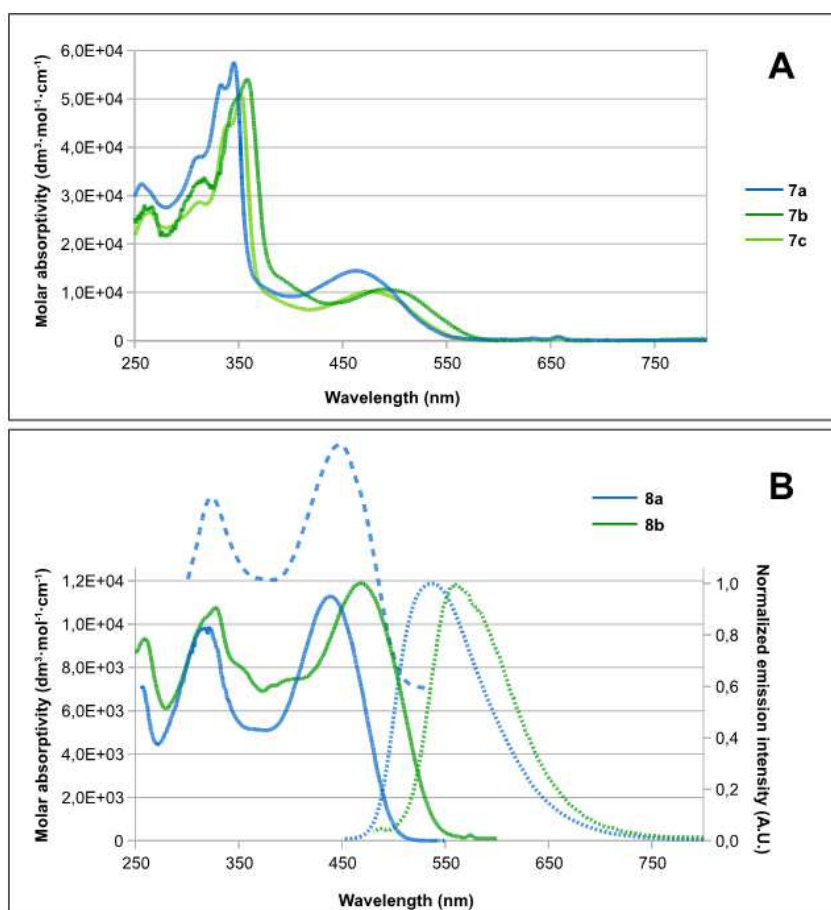 A
Molar absorptivity (dm³·mol⁻¹·cm⁻¹)
6,0E+04
5,0E+04
4,0E+04
3,0E+04
2,0E+04
1,0E+04
0
250 350 450 550 650 750
Wavelength (nm)
7a
7b
7c
B
8a
8b
Molar absorptivity (dm³·mol⁻¹·cm⁻¹)
1,2E+04
1,0E+04
8,0E+03
6,0E+03
4,0E+03
2,0E+03
0
250 350 450 550 650 750
Wavelength (nm)
1,0
0,8
0,6
0,4
0,2
0,0
Normalized emission intensity (A.U.)